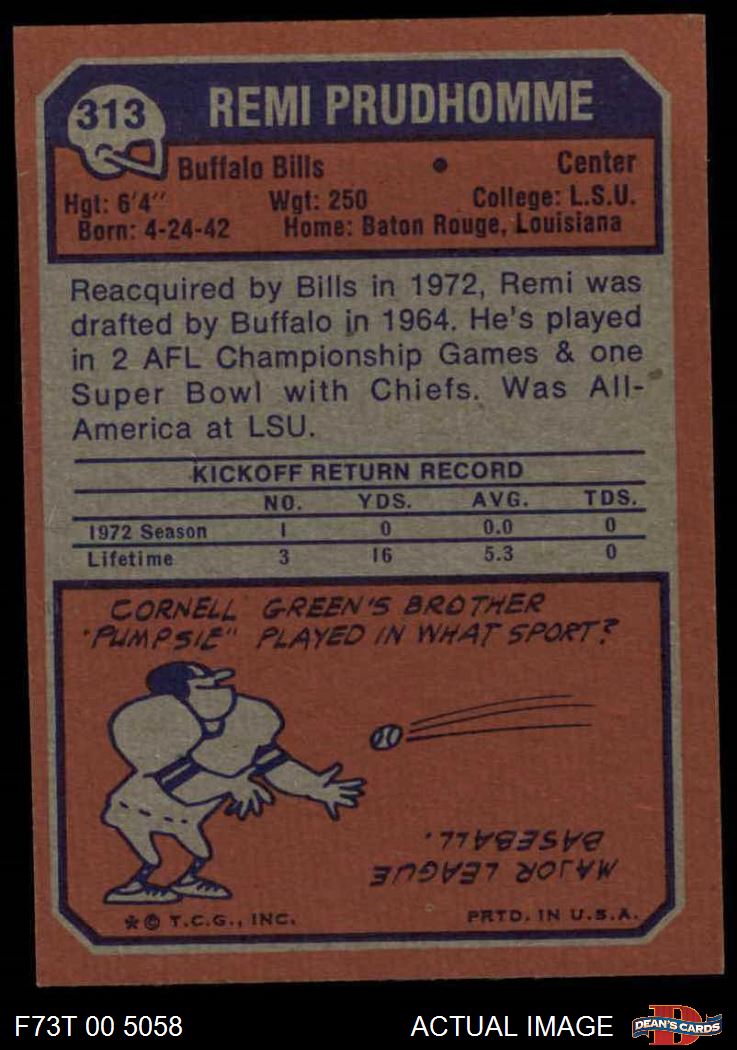 313
REMI PRUDHOMME
Buffalo Bills • Center
Hgt: 6'4" Wgt: 250 College: L.S.U.
Born: 4-24-42 Home: Baton Rouge, Louisiana
Reacquired by Bills in 1972, Remi was
drafted by Buffalo in 1964. He's played
in 2 AFL Championship Games & one
Super Bowl with Chiefs. Was All-
America at LSU.
KICKOFF RETURN RECORD
NO. YDS. AVG. TDS.
1972 Season 1 0 0.0 0
Lifetime 3 16 5.3 0
CORNELL GREEN'S BROTHER
"PUMPSIE" PLAYED IN WHAT SPORT?
MAJOR LEAGUE
BASEBALL.
* © T.C.G., INC. PRTD. IN U.S.A.
F73T 00 5058 ACTUAL IMAGE
D
DEAN'S CARDS